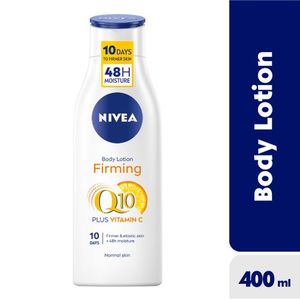 10 DAYS
TO FIRMER SKIN
48H
MOISTURE
NIVEA
Body Lotion
Firming
Q10
PLUS VITAMIN C
10
DAYS
Firmer & elastic skin
+ 48h moisture
Normal skin
Body Lotion
400 ml